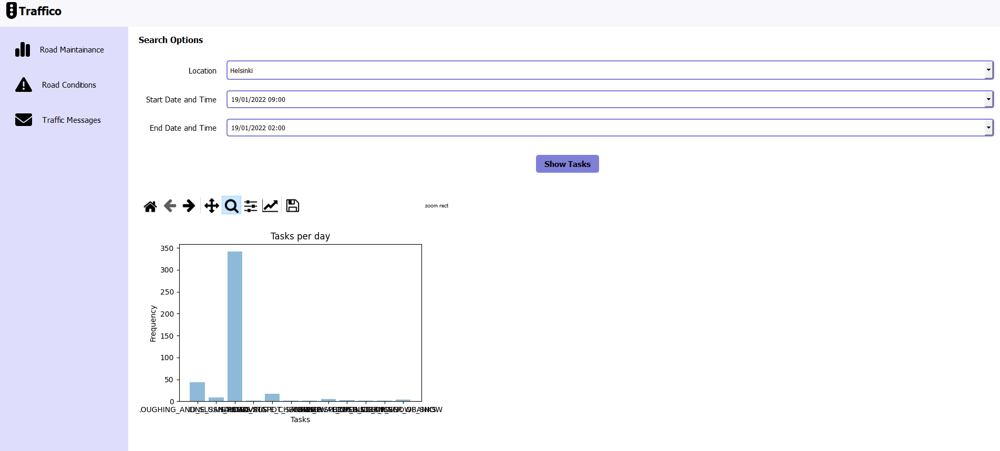 Traffico
Road Maintainance
Road Conditions
Traffic Messages
Search Options
Location
Helsinki
Start Date and Time
19/01/2022 09:00
End Date and Time
19/01/2022 02:00
Show Tasks
zoom rect
Tasks per day
350
300
250
200
150
100
50
0
Frequency
Tasks